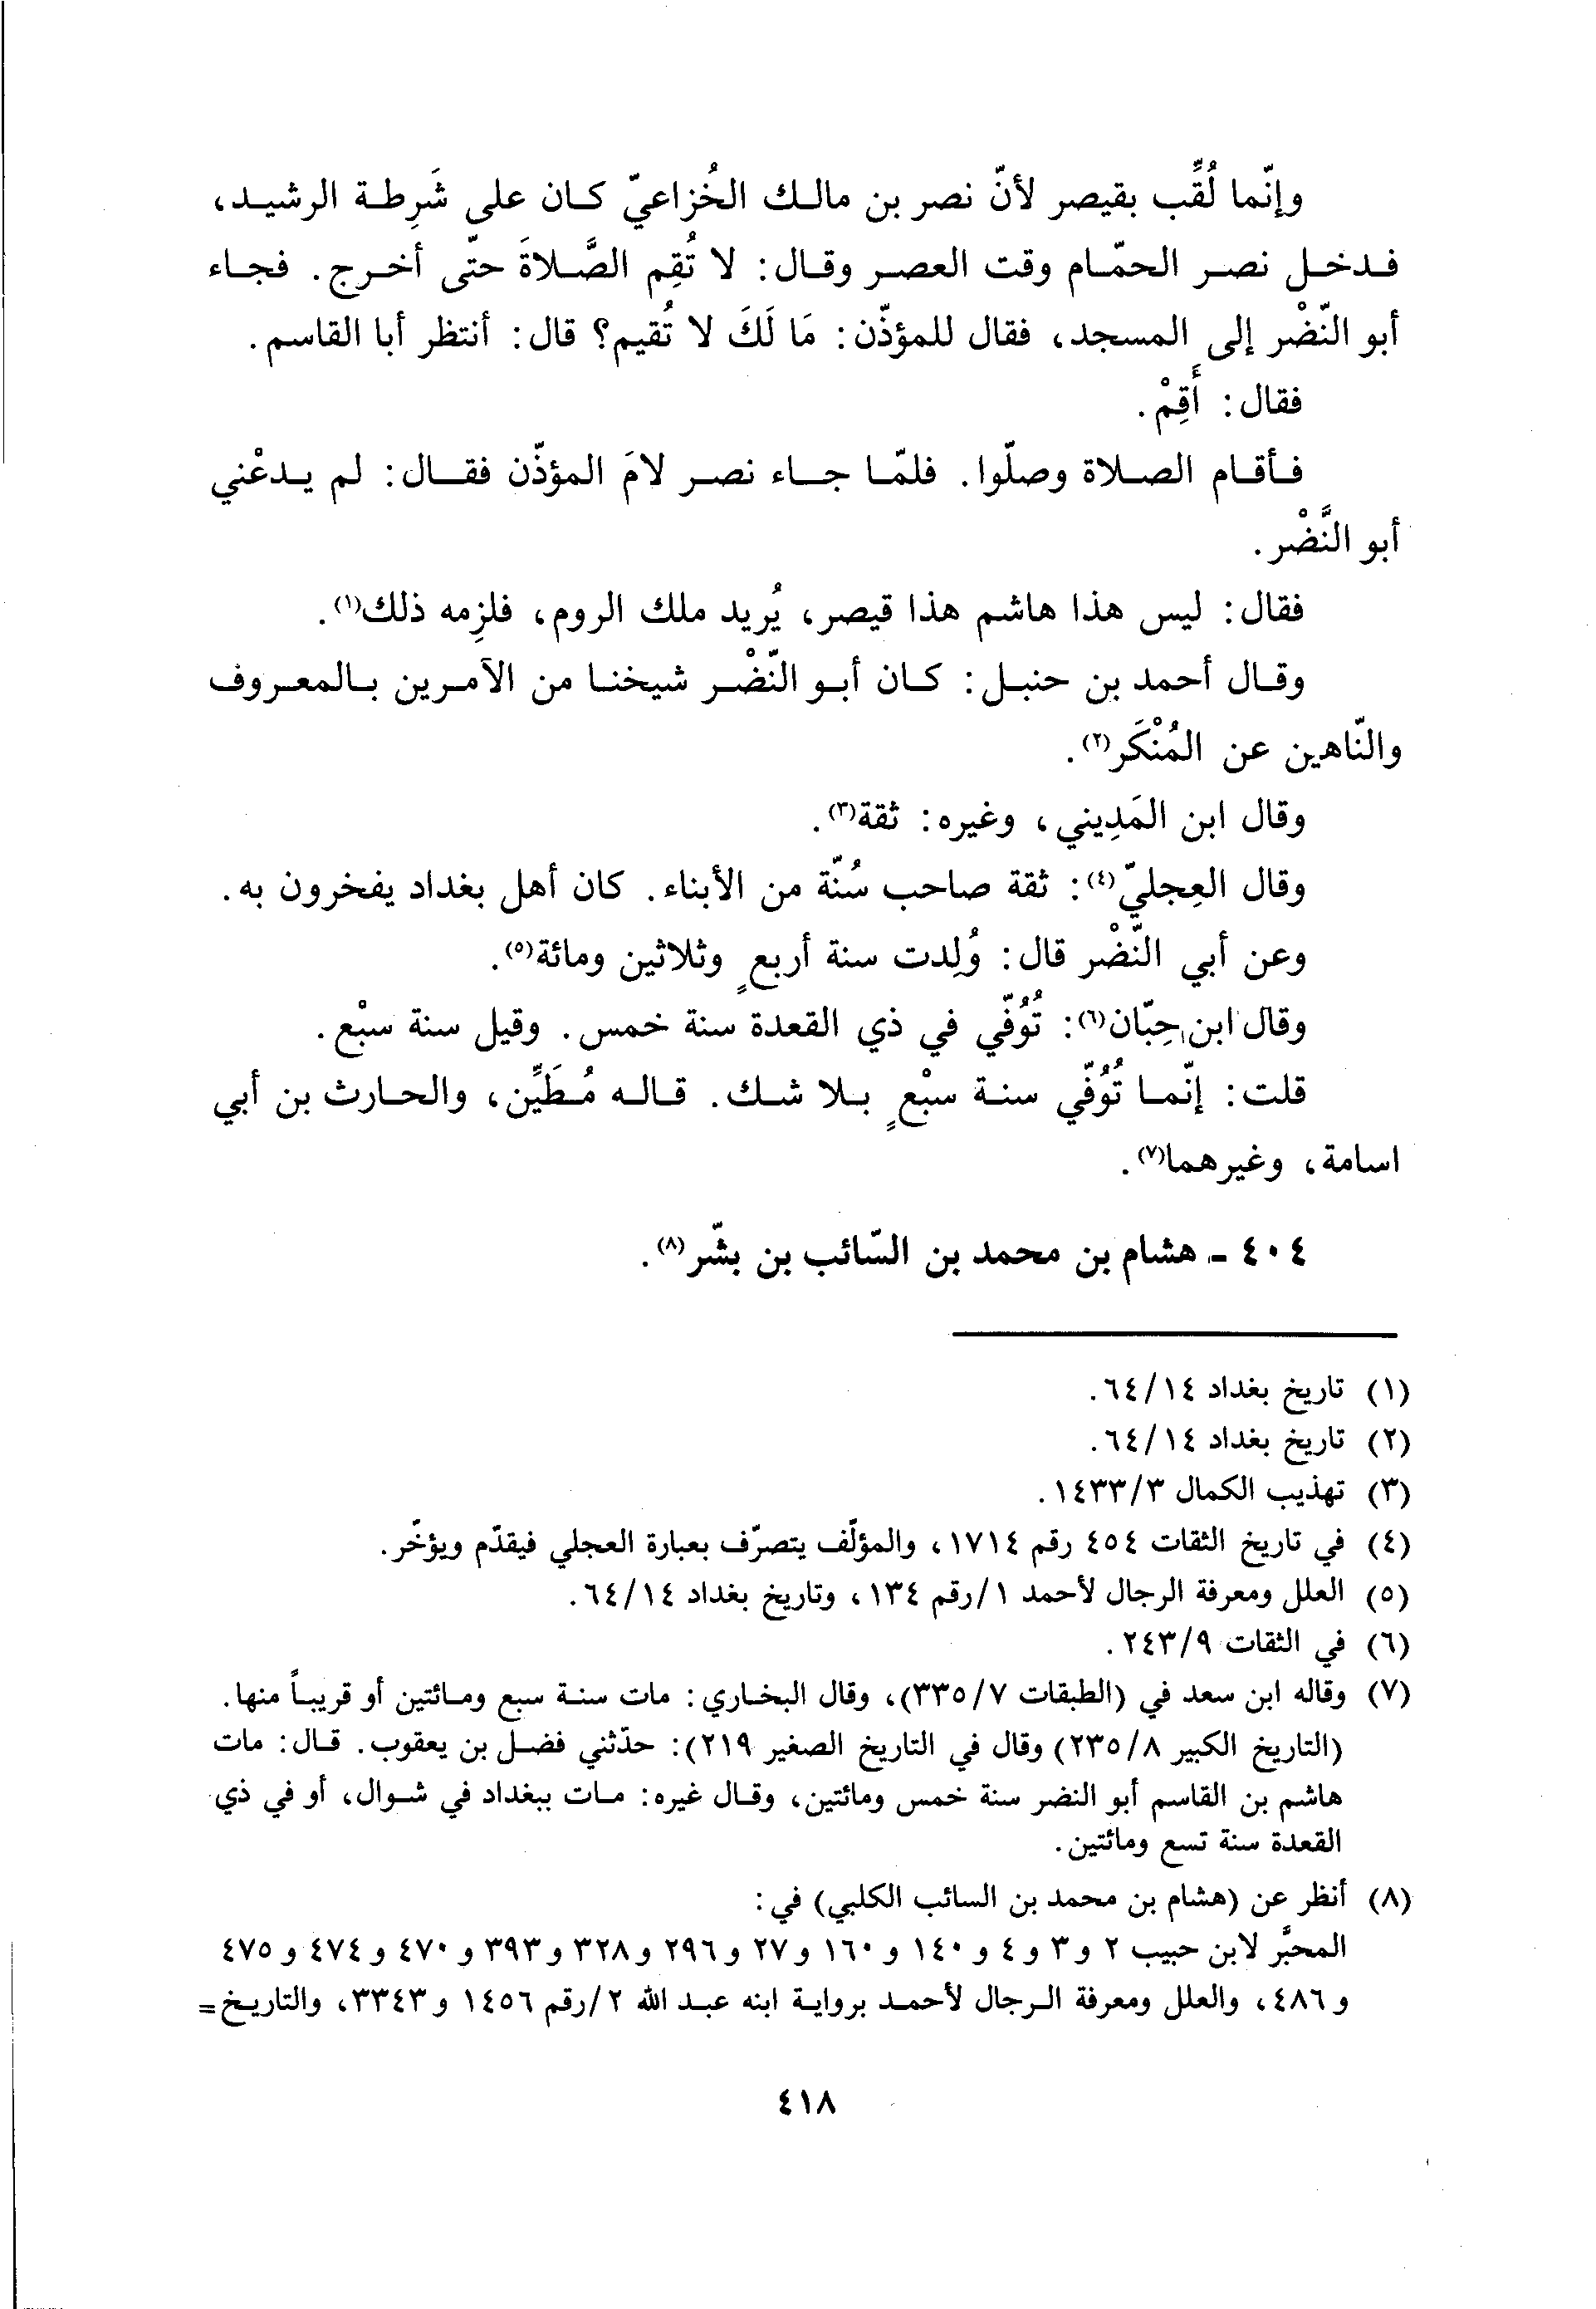 وإنّما لُقِّب بقيصر لأنّ نصر بن مالك الخُزاعيّ كان على شَرِطة الرشيد،
فدخل نصر الحمّام وقت العصر وقال: لا تُقِم الصَّلاةَ حتّى أخرج. فجاء
أبو النّضْر إلى المسجد، فقال للمؤذّن: مَا لَكَ لا تُقيم؟ قال: أنتظر أبا القاسم.
فقال: أَقِمْ.
فأقام الصلاة وصلّوا. فلمّا جاء نصر لامَ المؤذّن فقال: لم يدعْني
أبو النَّضْر.
فقال: ليس هذا هاشم هذا قيصر، يُريد ملك الروم، فلزِمه ذلك(١).
وقال أحمد بن حنبل: كان أبو النّضْر شيخنا من الآمرين بالمعروف
والنّاهين عن المُنْكَر(٢).
وقال ابن المَدِيني، وغيره: ثقة(٣).
وقال العِجليّ(٤): ثقة صاحب سُنّة من الأبناء. كان أهل بغداد يفخرون به.
وعن أبي النّضْر قال: وُلِدت سنة أربعٍ وثلاثين ومائة(٥).
وقال ابن حِبّان(٦): تُوُفّي في ذي القعدة سنة خمس. وقيل سنة سبْع.
قلت: إنّما تُوُفّي سنة سبْعٍ بلا شك. قاله مُطَيِّن، والحارث بن أبي
اسامة، وغيرهما(٧).
٤٠٤ - هشام بن محمد بن السّائب بن بشّر(٨).
(١) تاريخ بغداد ١٤/٦٤.
(٢) تاريخ بغداد ١٤/٦٤.
(٣) تهذيب الكمال ٣/١٤٣٣.
(٤) في تاريخ الثقات ٤٥٤ رقم ١٧١٤، والمؤلّف يتصرّف بعبارة العجلي فيقدّم ويؤخّر.
(٥) العلل ومعرفة الرجال لأحمد ١/رقم ١٣٤، وتاريخ بغداد ١٤/٦٤.
(٦) في الثقات ٩/٢٤٣.
(٧) وقاله ابن سعد في (الطبقات ٧/٣٣٥)، وقال البخاري: مات سنة سبع ومائتين أو قريباً منها.
(التاريخ الكبير ٨/٢٣٥) وقال في التاريخ الصغير ٢١٩): حدّثني فضل بن يعقوب. قال: مات
هاشم بن القاسم أبو النضر سنة خمس ومائتين، وقال غيره: مات ببغداد في شوال، أو في ذي
القعدة سنة تسع ومائتين.
(٨) أنظر عن (هشام بن محمد بن السائب الكلبي) في:
المحبَّر لابن حبيب ٢ و٣ و٤ و ١٤٠ و ١٦٠ و٢٧ و٢٩٦ و٣٢٨ و٣٩٣ و ٤٧٠ و ٤٧٤ و ٤٧٥
و ٤٨٦، والعلل ومعرفة الرجال لأحمد برواية ابنه عبد الله ٢/رقم ١٤٥٦ و٣٣٤٣، والتاريخ=
٤١٨